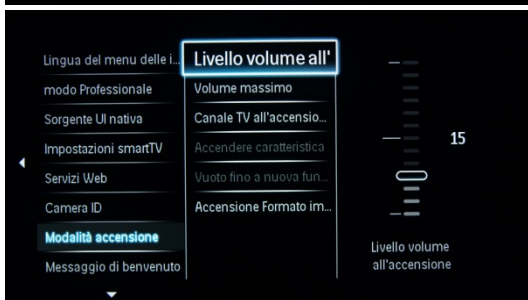 Lingua del menu delle i...
modo Professionale
Sorgente UI nativa
Impostazioni smartTV
Servizi Web
Camera ID
Modalità accensione
Messaggio di benvenuto
Livello volume all'
Volume massimo
Canale TV all'accensio...
Accendere caratteristica
Vuoto fino a nuova fun...
Accensione Formato im...
15
Livello volume
all'accensione